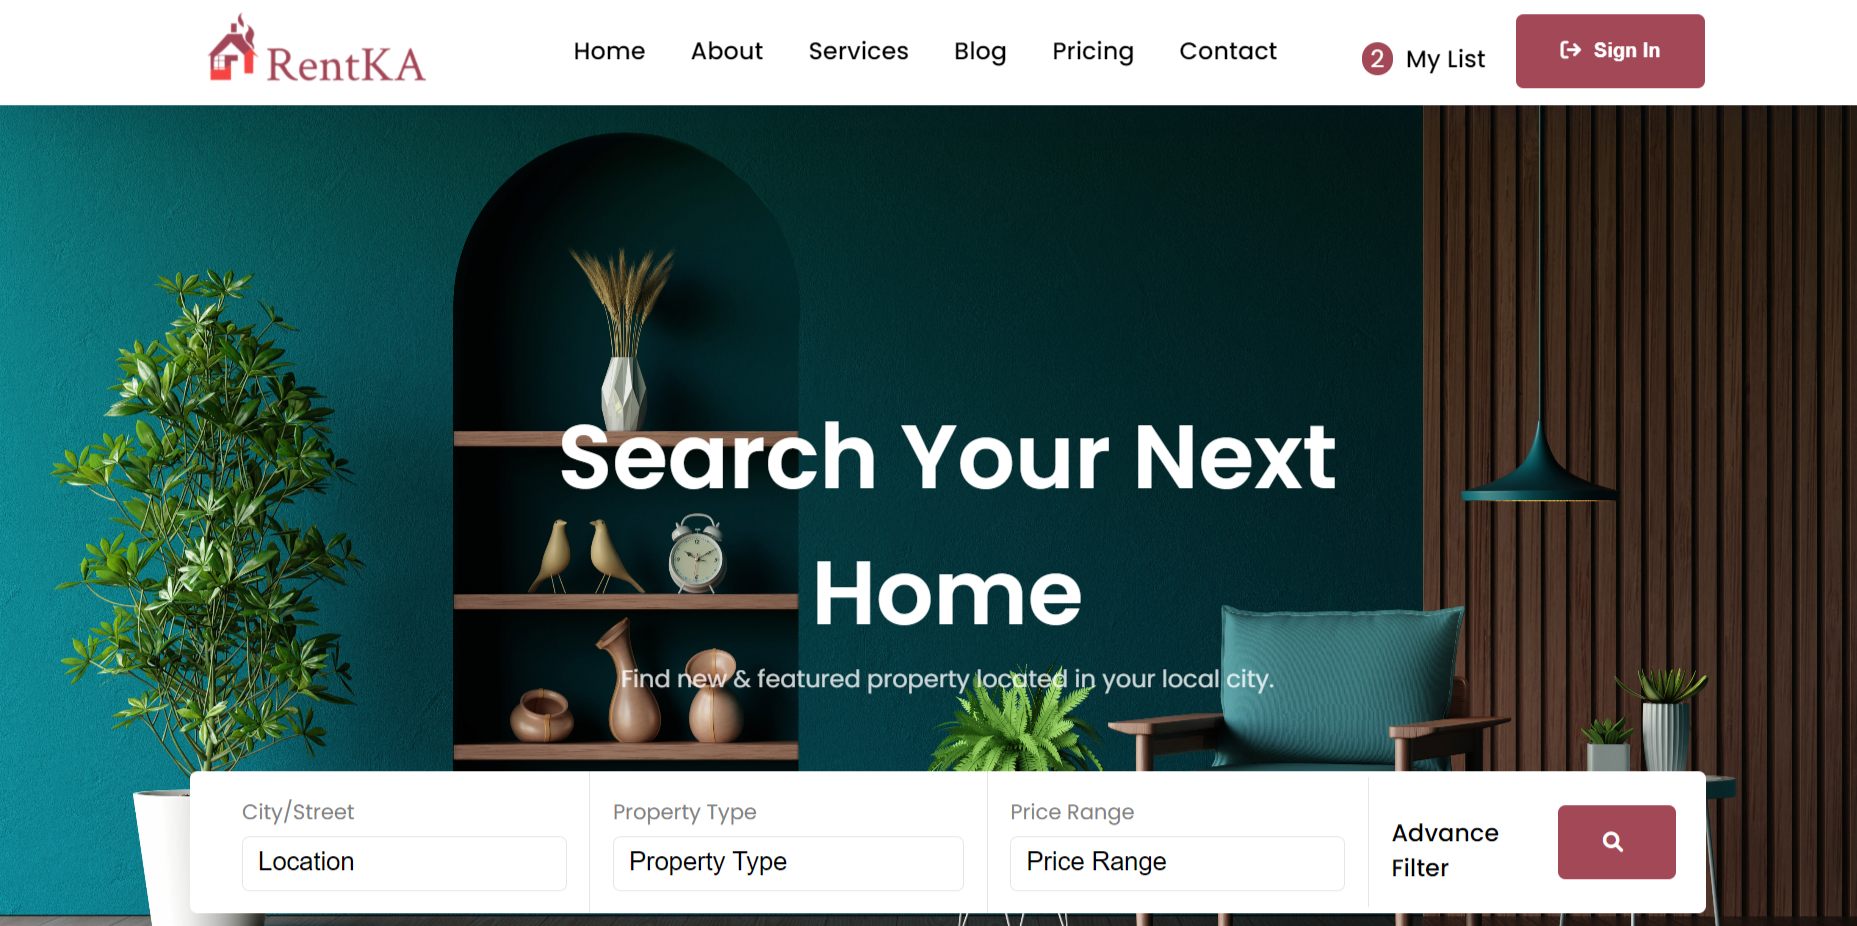 RentKA
Home About Services Blog Pricing Contact
2 My List
Sign In
Search Your Next
Home
Find new & featured property located in your local city.
City/Street
Location
Property Type
Property Type
Price Range
Price Range
Advance
Filter